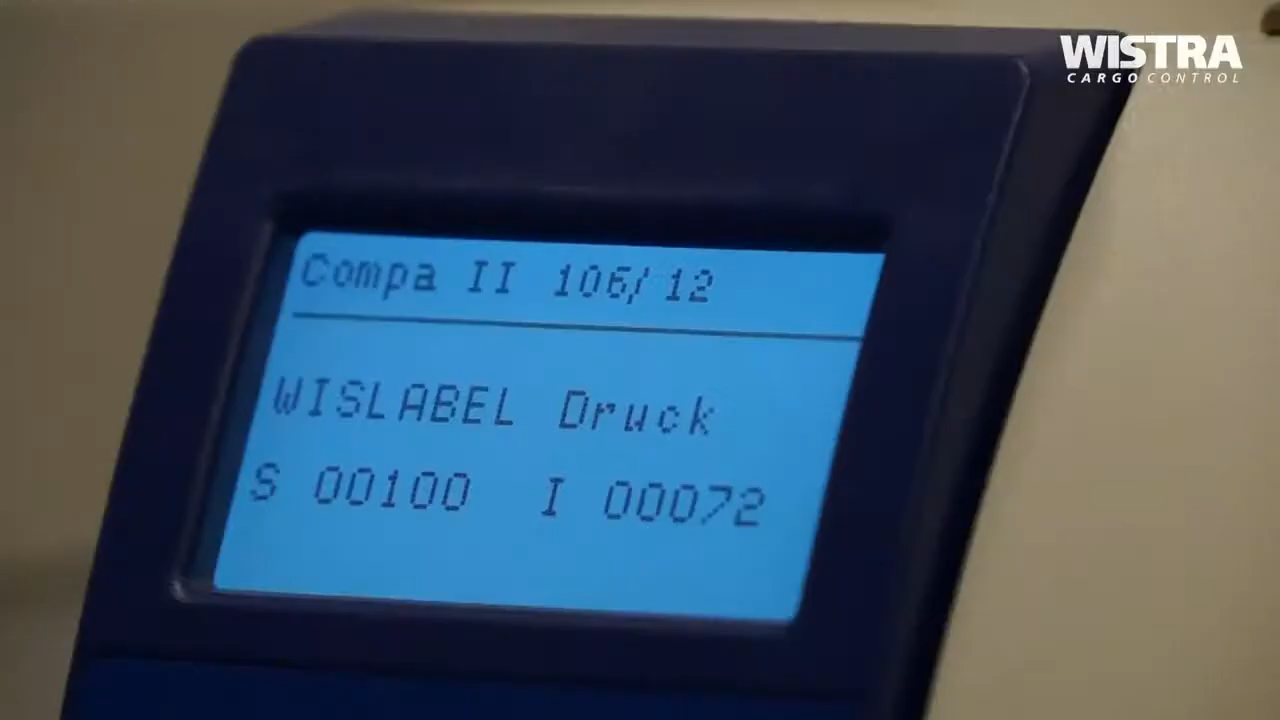 WISTRA
CARGO CONTROL
Compa II 106/12
WISLABEL Druck
S 00100 I 00072